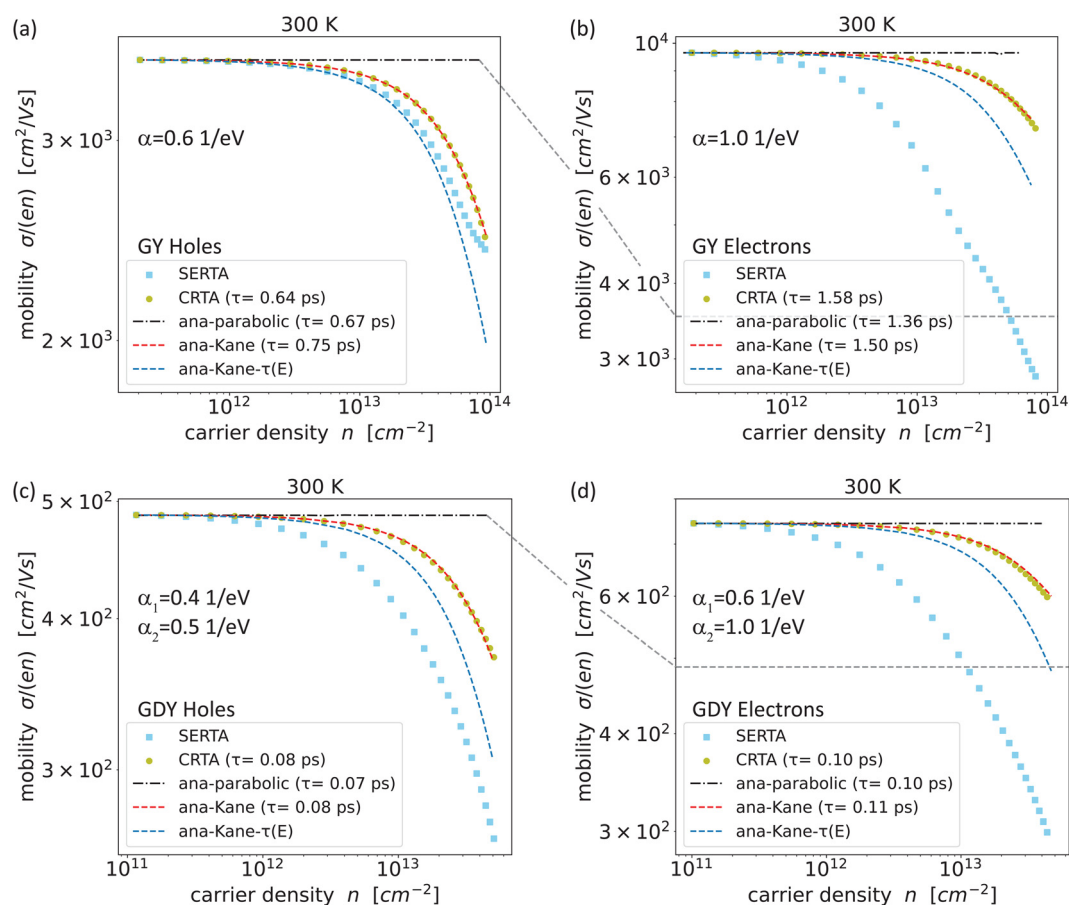 (a)
300 K
mobility σ/(en) [cm²/Vs]
3 × 10³
2 × 10³
α=0.6 1/eV
GY Holes
SERTA
CRTA (τ= 0.64 ps)
ana-parabolic (τ= 0.67 ps)
ana-Kane (τ= 0.75 ps)
ana-Kane-τ(E)
10¹² 10¹³ 10¹⁴
carrier density n [cm⁻²]
(b)
300 K
mobility σ/(en) [cm²/Vs]
10⁴
6 × 10³
4 × 10³
3 × 10³
α=1.0 1/eV
GY Electrons
SERTA
CRTA (τ= 1.58 ps)
ana-parabolic (τ= 1.36 ps)
ana-Kane (τ= 1.50 ps)
ana-Kane-τ(E)
10¹² 10¹³ 10¹⁴
carrier density n [cm⁻²]
(c)
300 K
mobility σ/(en) [cm²/Vs]
5 × 10²
4 × 10²
3 × 10²
α₁=0.4 1/eV
α₂=0.5 1/eV
GDY Holes
SERTA
CRTA (τ= 0.08 ps)
ana-parabolic (τ= 0.07 ps)
ana-Kane (τ= 0.08 ps)
ana-Kane-τ(E)
10¹¹ 10¹² 10¹³
carrier density n [cm⁻²]
(d)
300 K
mobility σ/(en) [cm²/Vs]
6 × 10²
4 × 10²
3 × 10²
α₁=0.6 1/eV
α₂=1.0 1/eV
GDY Electrons
SERTA
CRTA (τ= 0.10 ps)
ana-parabolic (τ= 0.10 ps)
ana-Kane (τ= 0.11 ps)
ana-Kane-τ(E)
10¹¹ 10¹² 10¹³
carrier density n [cm⁻²]